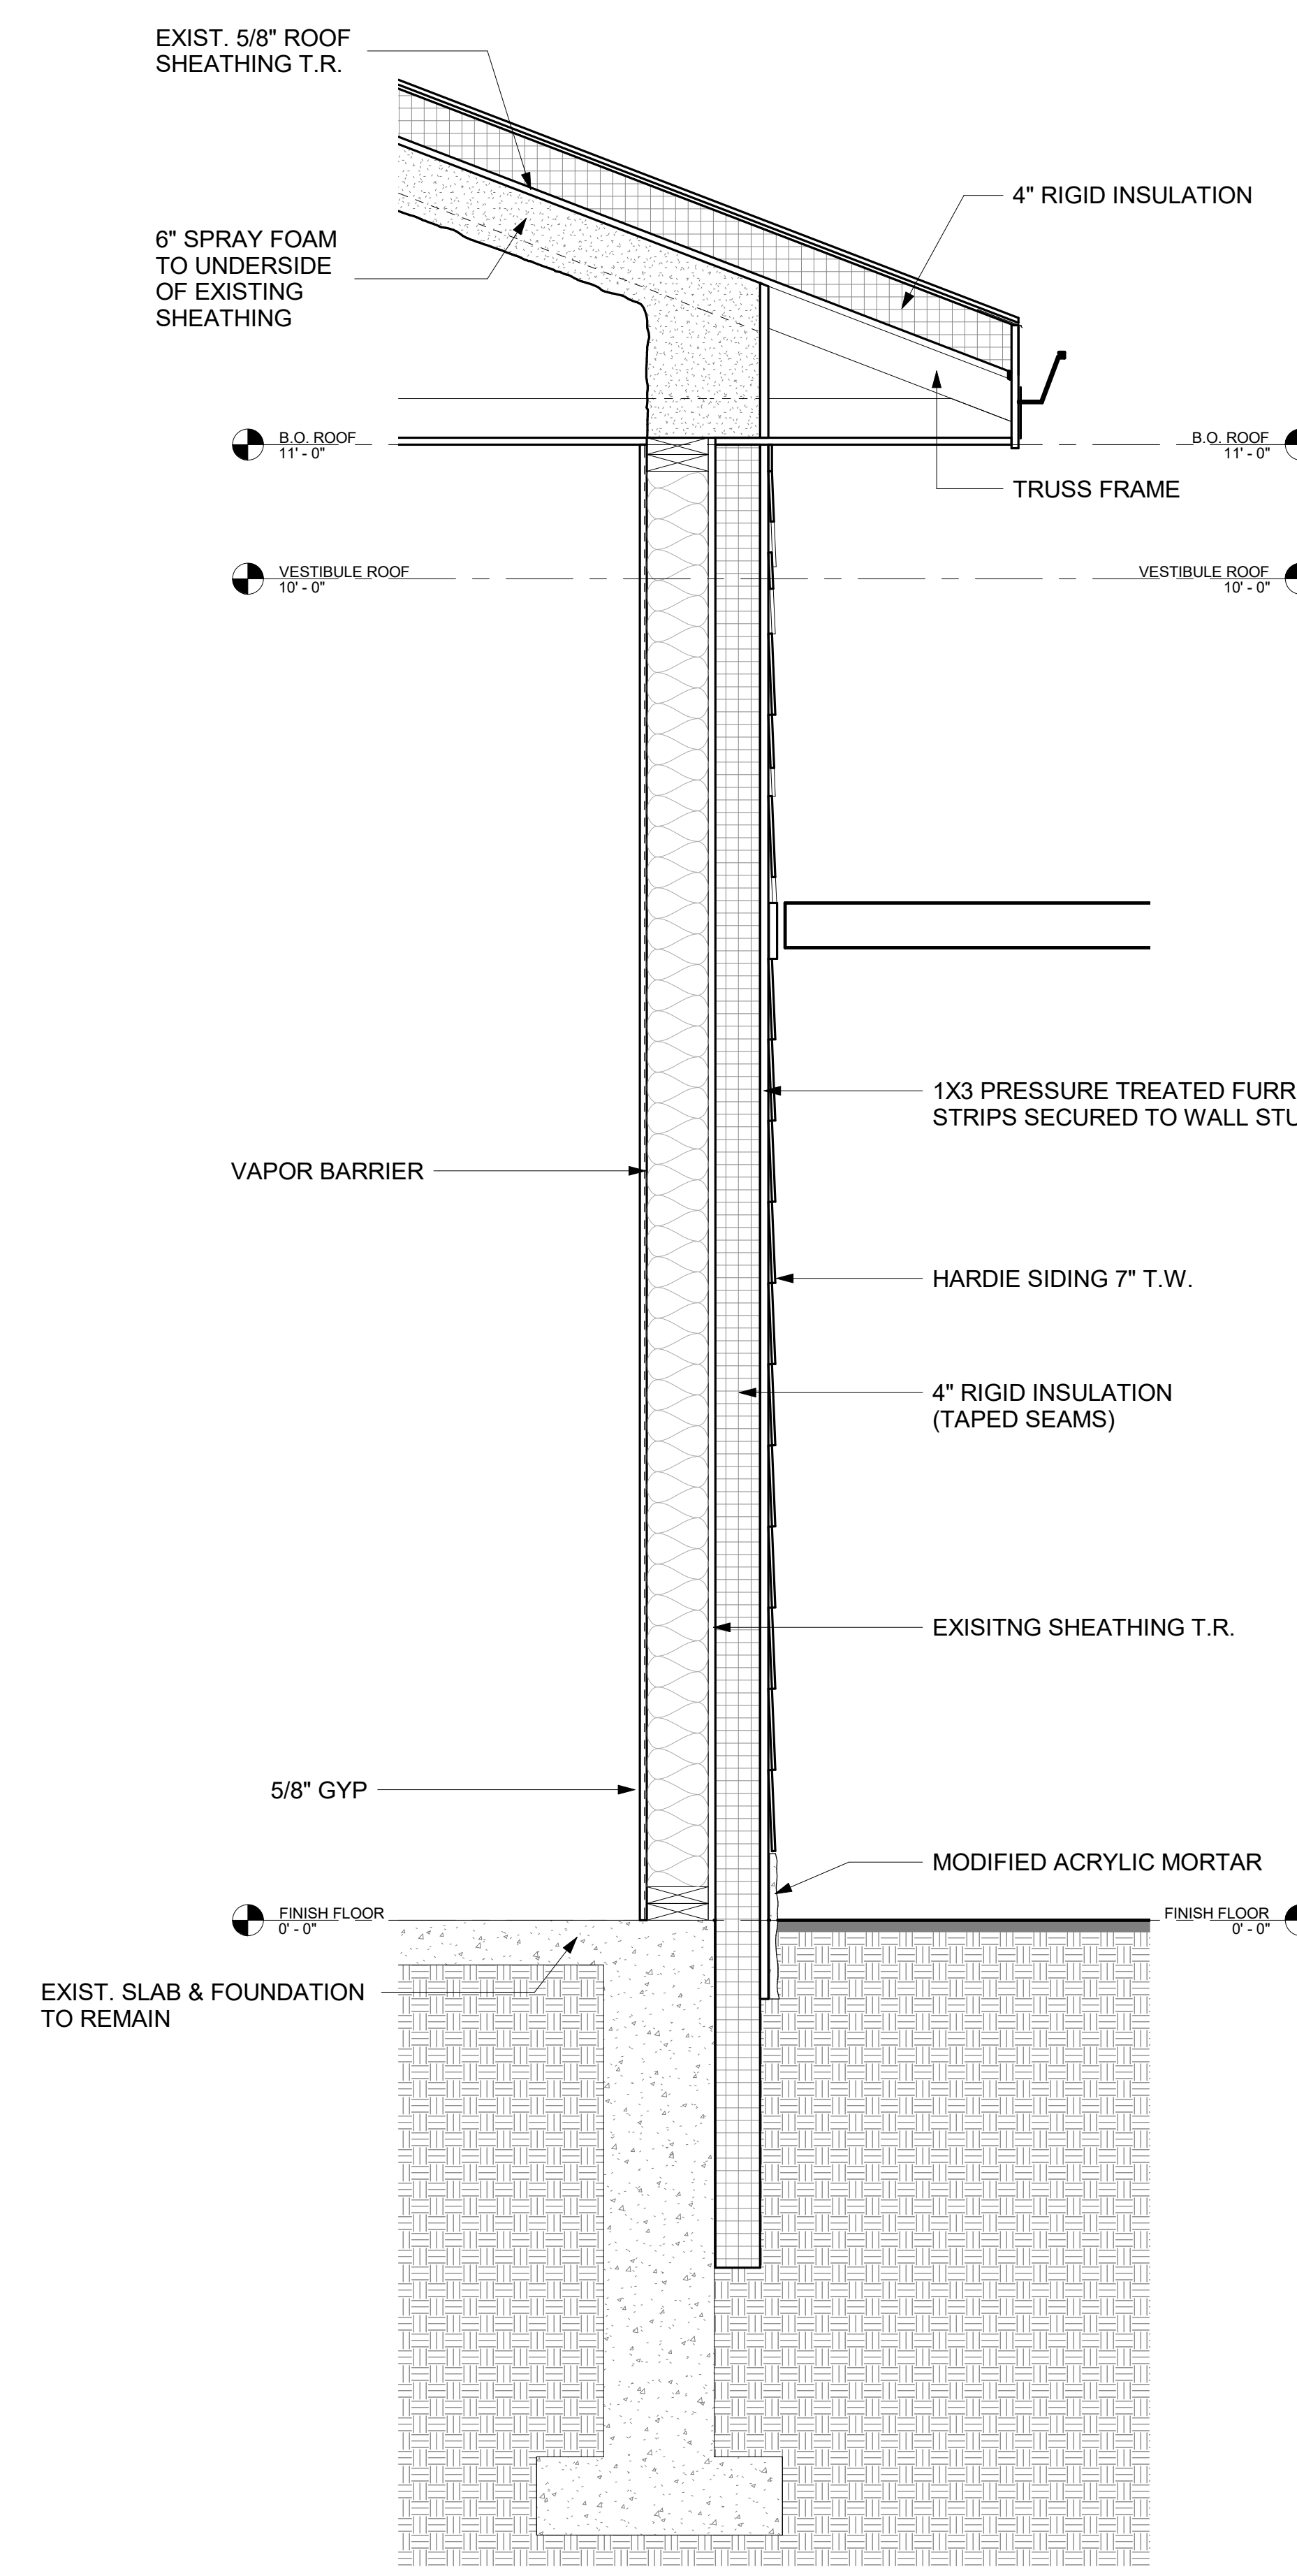 EXIST. 5/8" ROOF
SHEATHING T.R.
4" RIGID INSULATION
6" SPRAY FOAM
TO UNDERSIDE
OF EXISTING
SHEATHING
B.O. ROOF
11' - 0"
B.O. ROOF
11' - 0"
TRUSS FRAME
VESTIBULE ROOF
10' - 0"
VESTIBULE ROOF
10' - 0"
1X3 PRESSURE TREATED FURR
STRIPS SECURED TO WALL STU
VAPOR BARRIER
HARDIE SIDING 7" T.W.
4" RIGID INSULATION
(TAPED SEAMS)
EXISITNG SHEATHING T.R.
5/8" GYP
MODIFIED ACRYLIC MORTAR
FINISH FLOOR
0' - 0"
FINISH FLOOR
0' - 0"
EXIST. SLAB & FOUNDATION
TO REMAIN